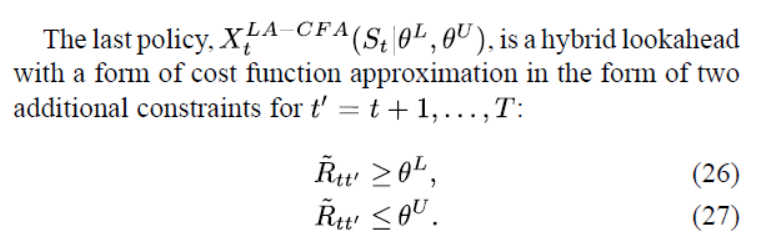 The last policy, X_t^{LA−CFA}(S_t|θ^L, θ^U), is a hybrid lookahead
with a form of cost function approximation in the form of two
additional constraints for t′ = t + 1, . . . , T:
R̃_{tt′} ≥ θ^L, (26)
R̃_{tt′} ≤ θ^U. (27)